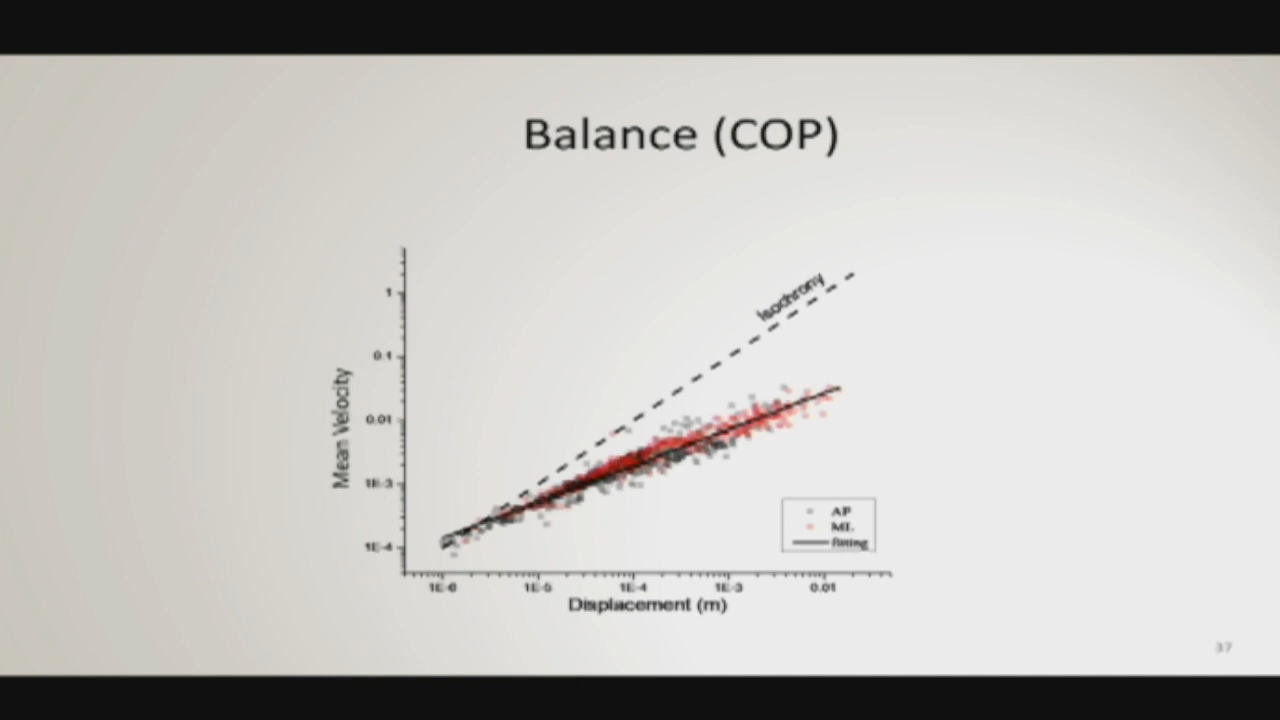 Balance (COP)
Isochrony
1
0.1
0.01
1E-3
1E-4
Mean Velocity
AP
ML
fitting
1E-6
1E-5
1E-4
1E-3
0.01
Displacement (m)
37